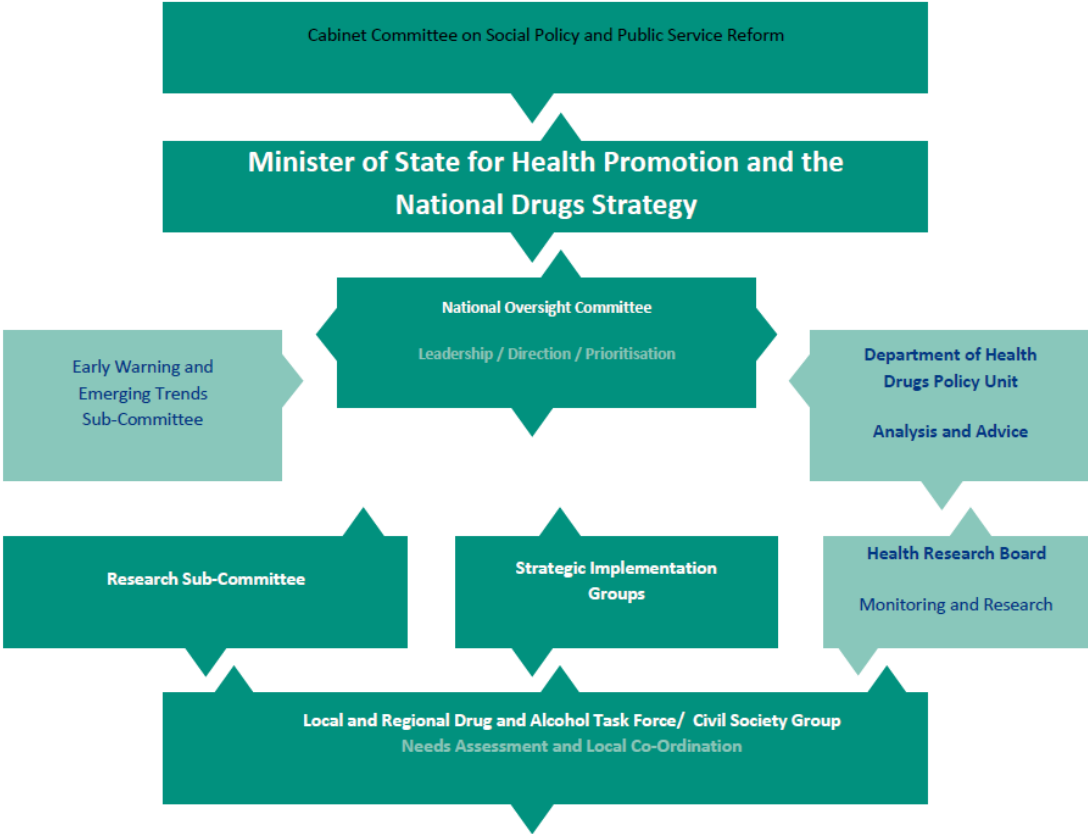 Cabinet Committee on Social Policy and Public Service Reform
Minister of State for Health Promotion and the
National Drugs Strategy
National Oversight Committee
Leadership / Direction / Prioritisation
Early Warning and
Emerging Trends
Sub-Committee
Department of Health
Drugs Policy Unit
Analysis and Advice
Research Sub-Committee
Strategic Implementation
Groups
Health Research Board
Monitoring and Research
Local and Regional Drug and Alcohol Task Force/ Civil Society Group
Needs Assessment and Local Co-Ordination